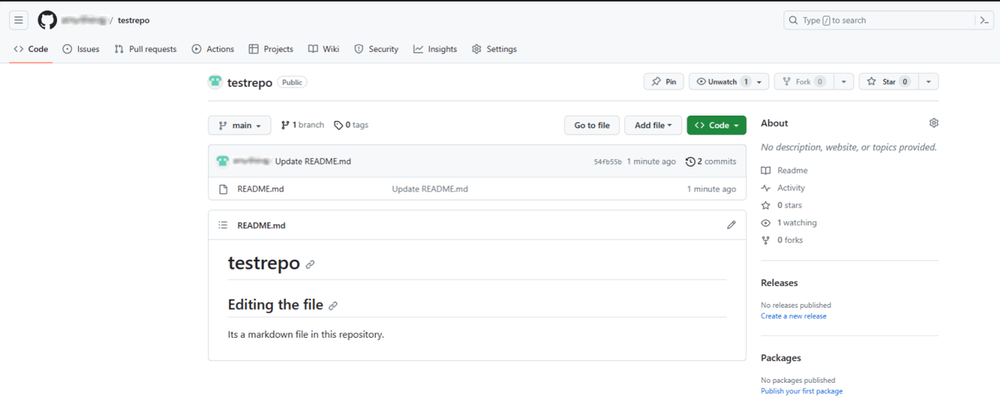 / testrepo
Type / to search
Code Issues Pull requests Actions Projects Wiki Security Insights Settings
testrepo Public
Pin Unwatch 1 Fork 0 Star 0
main 1 branch 0 tags Go to file Add file Code
Update README.md 54fb55b 1 minute ago 2 commits
README.md Update README.md 1 minute ago
README.md
testrepo
Editing the file
Its a markdown file in this repository.
About
No description, website, or topics provided.
Readme
Activity
0 stars
1 watching
0 forks
Releases
No releases published
Create a new release
Packages
No packages published
Publish your first package